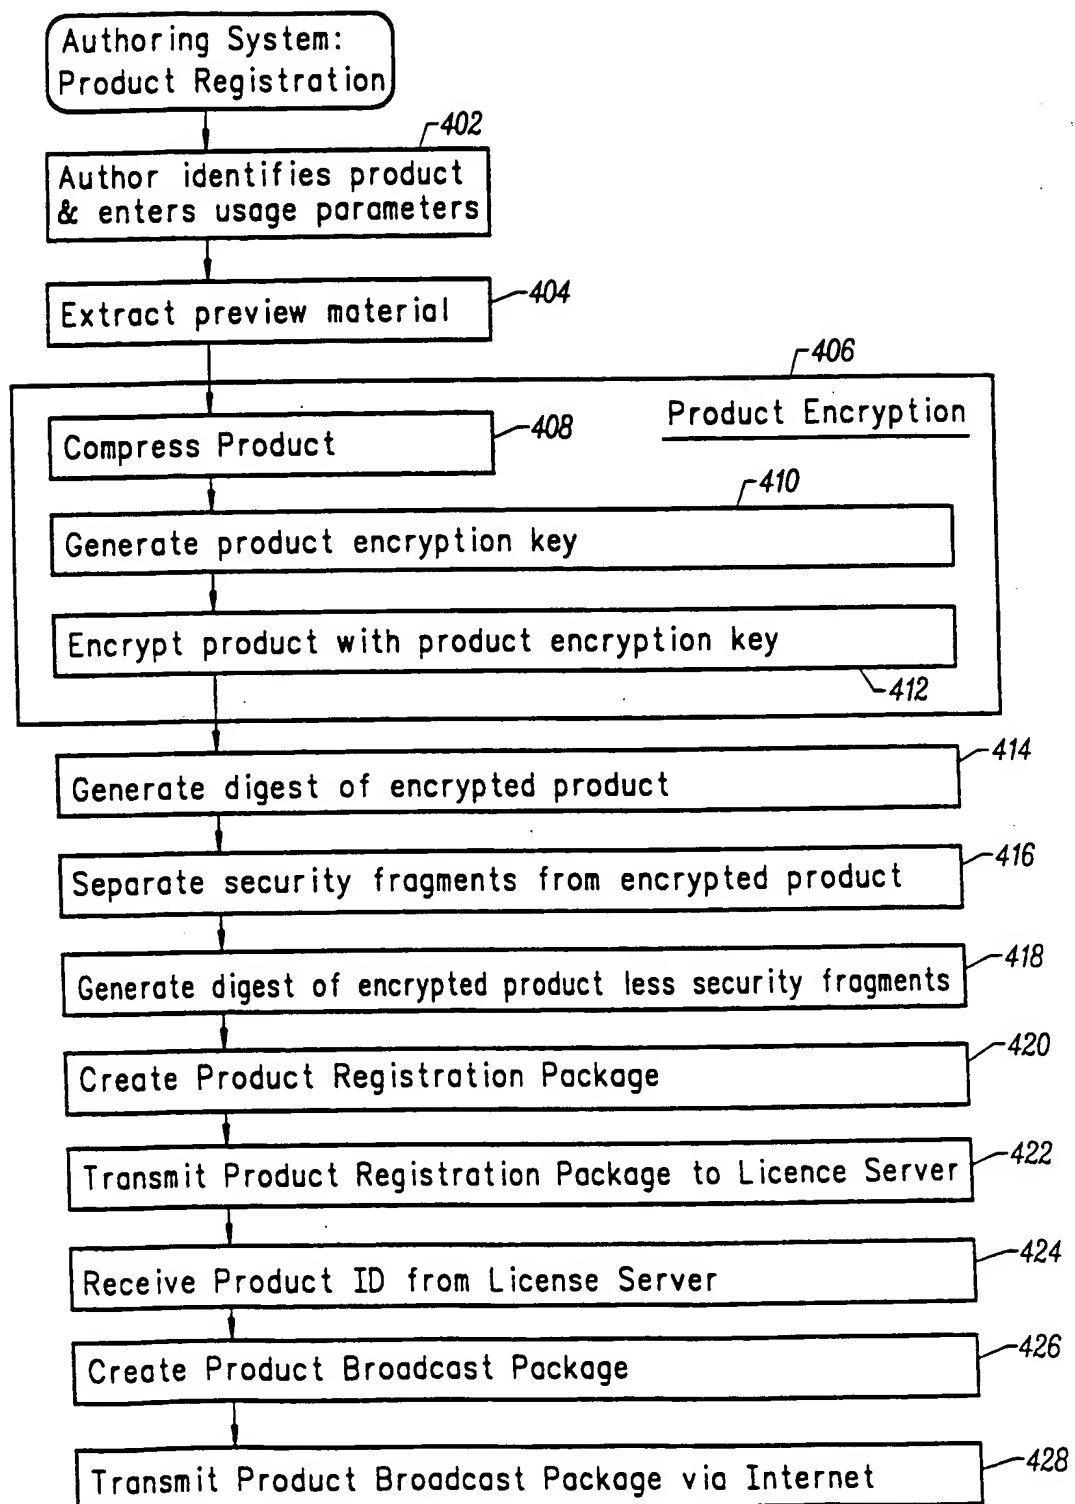 Authoring System:
Product Registration
402
Author identifies product
& enters usage parameters
404
Extract preview material
406
Product Encryption
408
Compress Product
410
Generate product encryption key
Encrypt product with product encryption key
412
414
Generate digest of encrypted product
416
Separate security fragments from encrypted product
418
Generate digest of encrypted product less security fragments
420
Create Product Registration Package
Transmit Product Registration Package to Licence Server
422
424
Receive Product ID from License Server
426
Create Product Broadcast Package
428
Transmit Product Broadcast Package via Internet